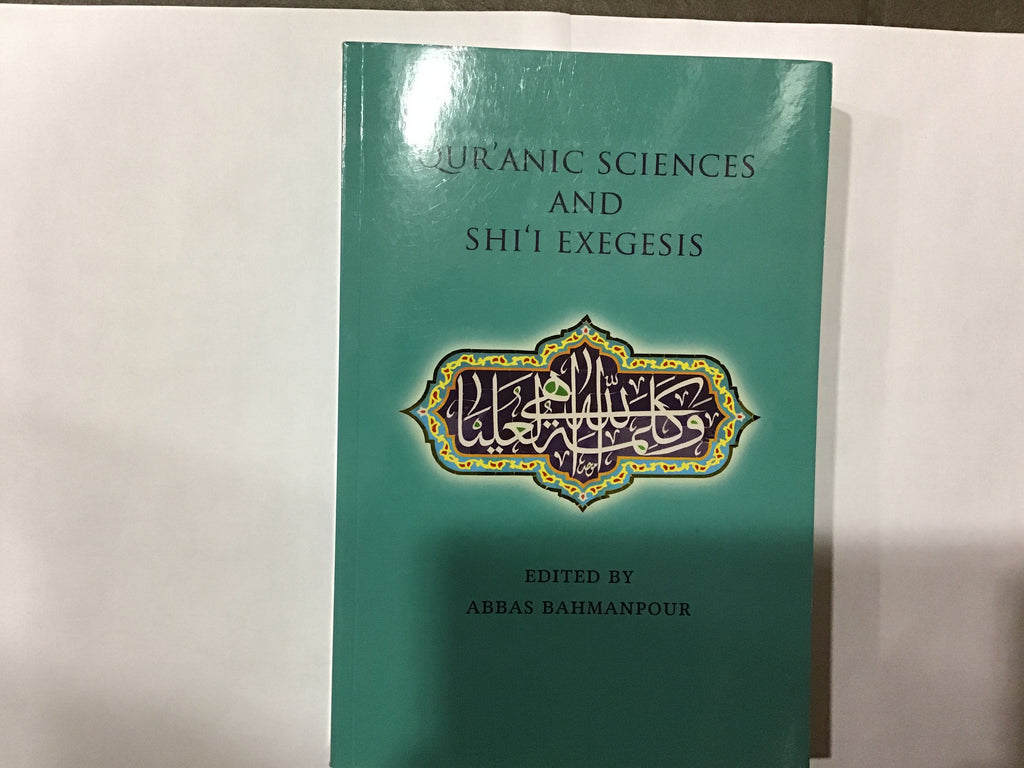 QUR'ANIC SCIENCES
AND
SHI‘I EXEGESIS
وكلمة الله هي العليا
EDITED BY
ABBAS BAHMANPOUR